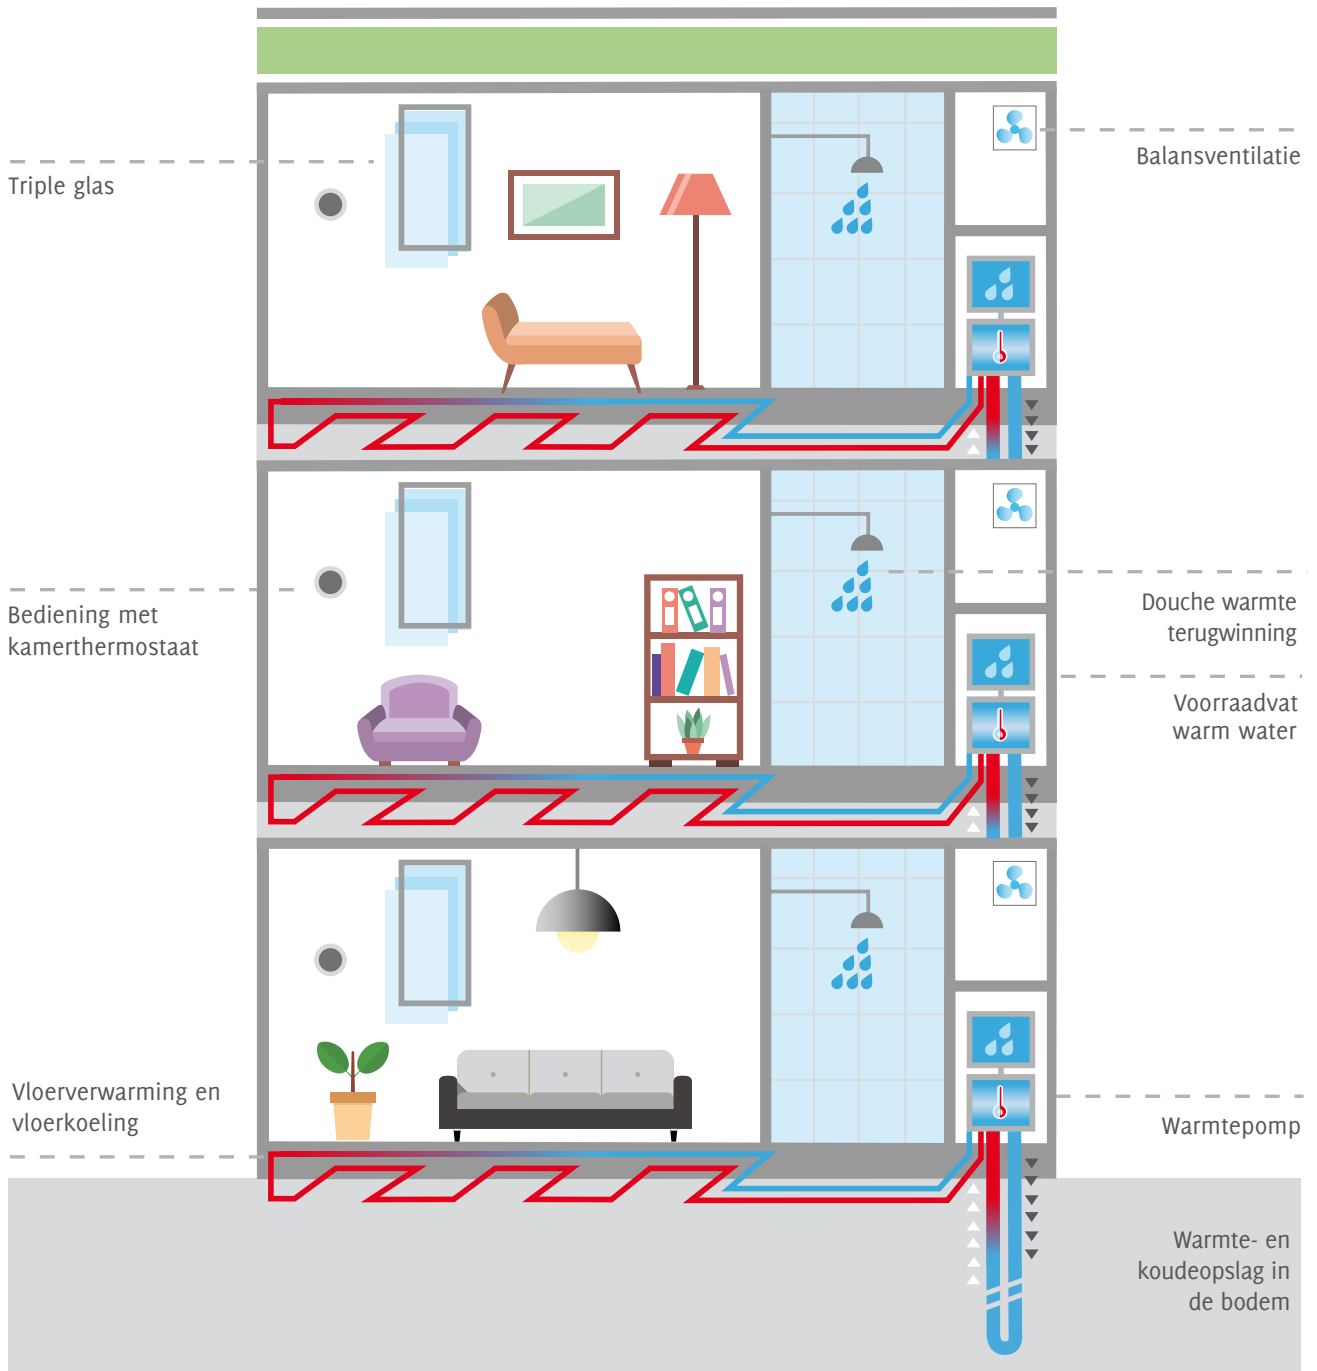 Triple glas
Balansventilatie
Bediening met
kamerthermostaat
Douche warmte
terugwinning
Voorraadvat
warm water
Vloerverwarming en
vloerkoeling
Warmtepomp
Warmte- en
koudeopslag in
de bodem